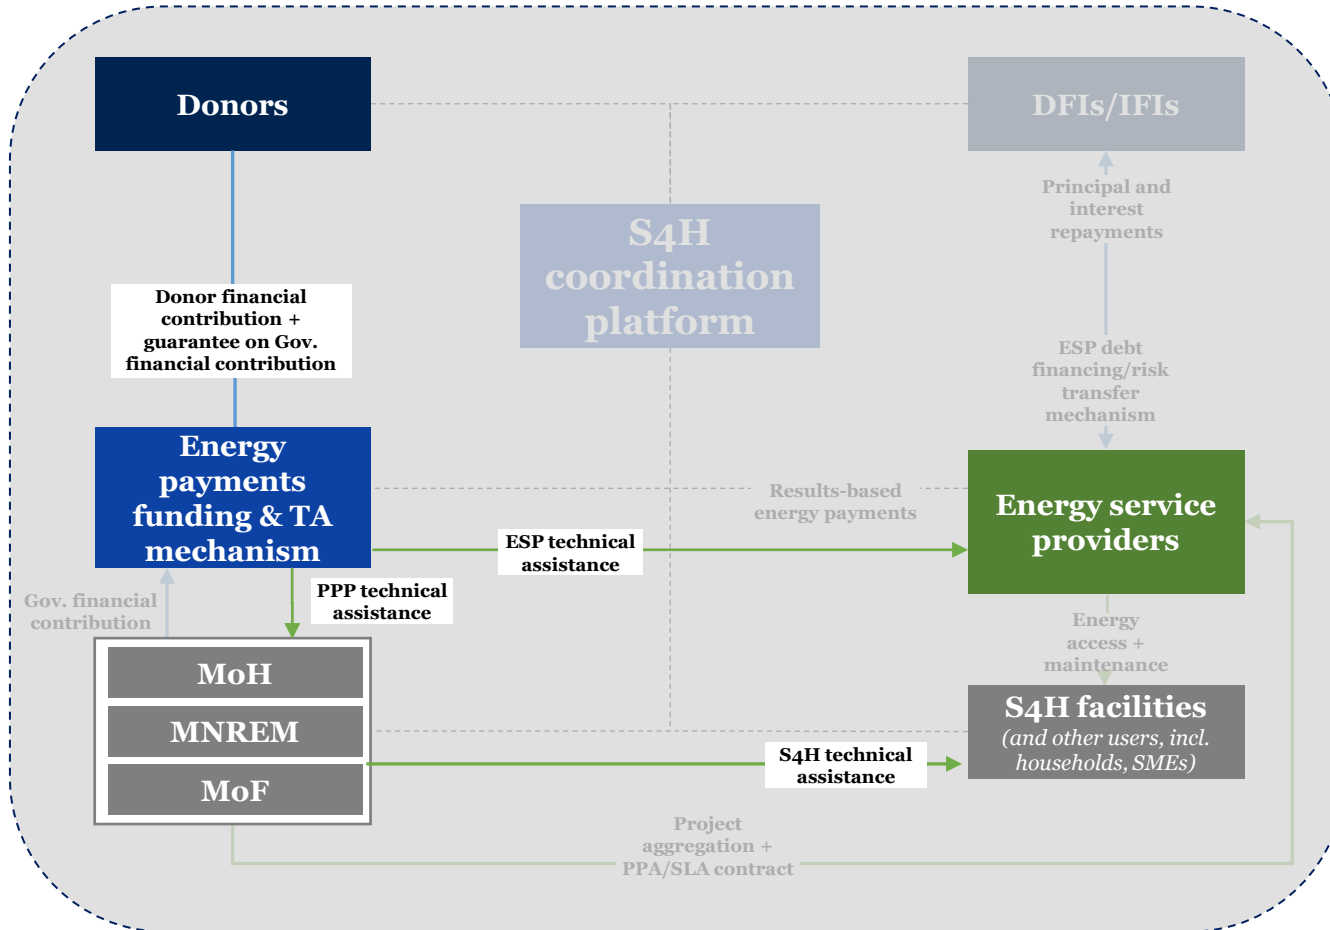 Donors
DFIs/IFIs
Principal and
interest
repayments
S4H
coordination
platform
Donor financial
contribution +
guarantee on Gov.
financial contribution
ESP debt
financing/risk
transfer
mechanism
Energy
payments
funding & TA
mechanism
Results-based
energy payments
Energy service
providers
ESP technical
assistance
PPP technical
assistance
Gov. financial
contribution
Energy
access +
maintenance
MoH
MNREM
MoF
S4H facilities
(and other users, incl.
households, SMEs)
S4H technical
assistance
Project
aggregation +
PPA/SLA contract